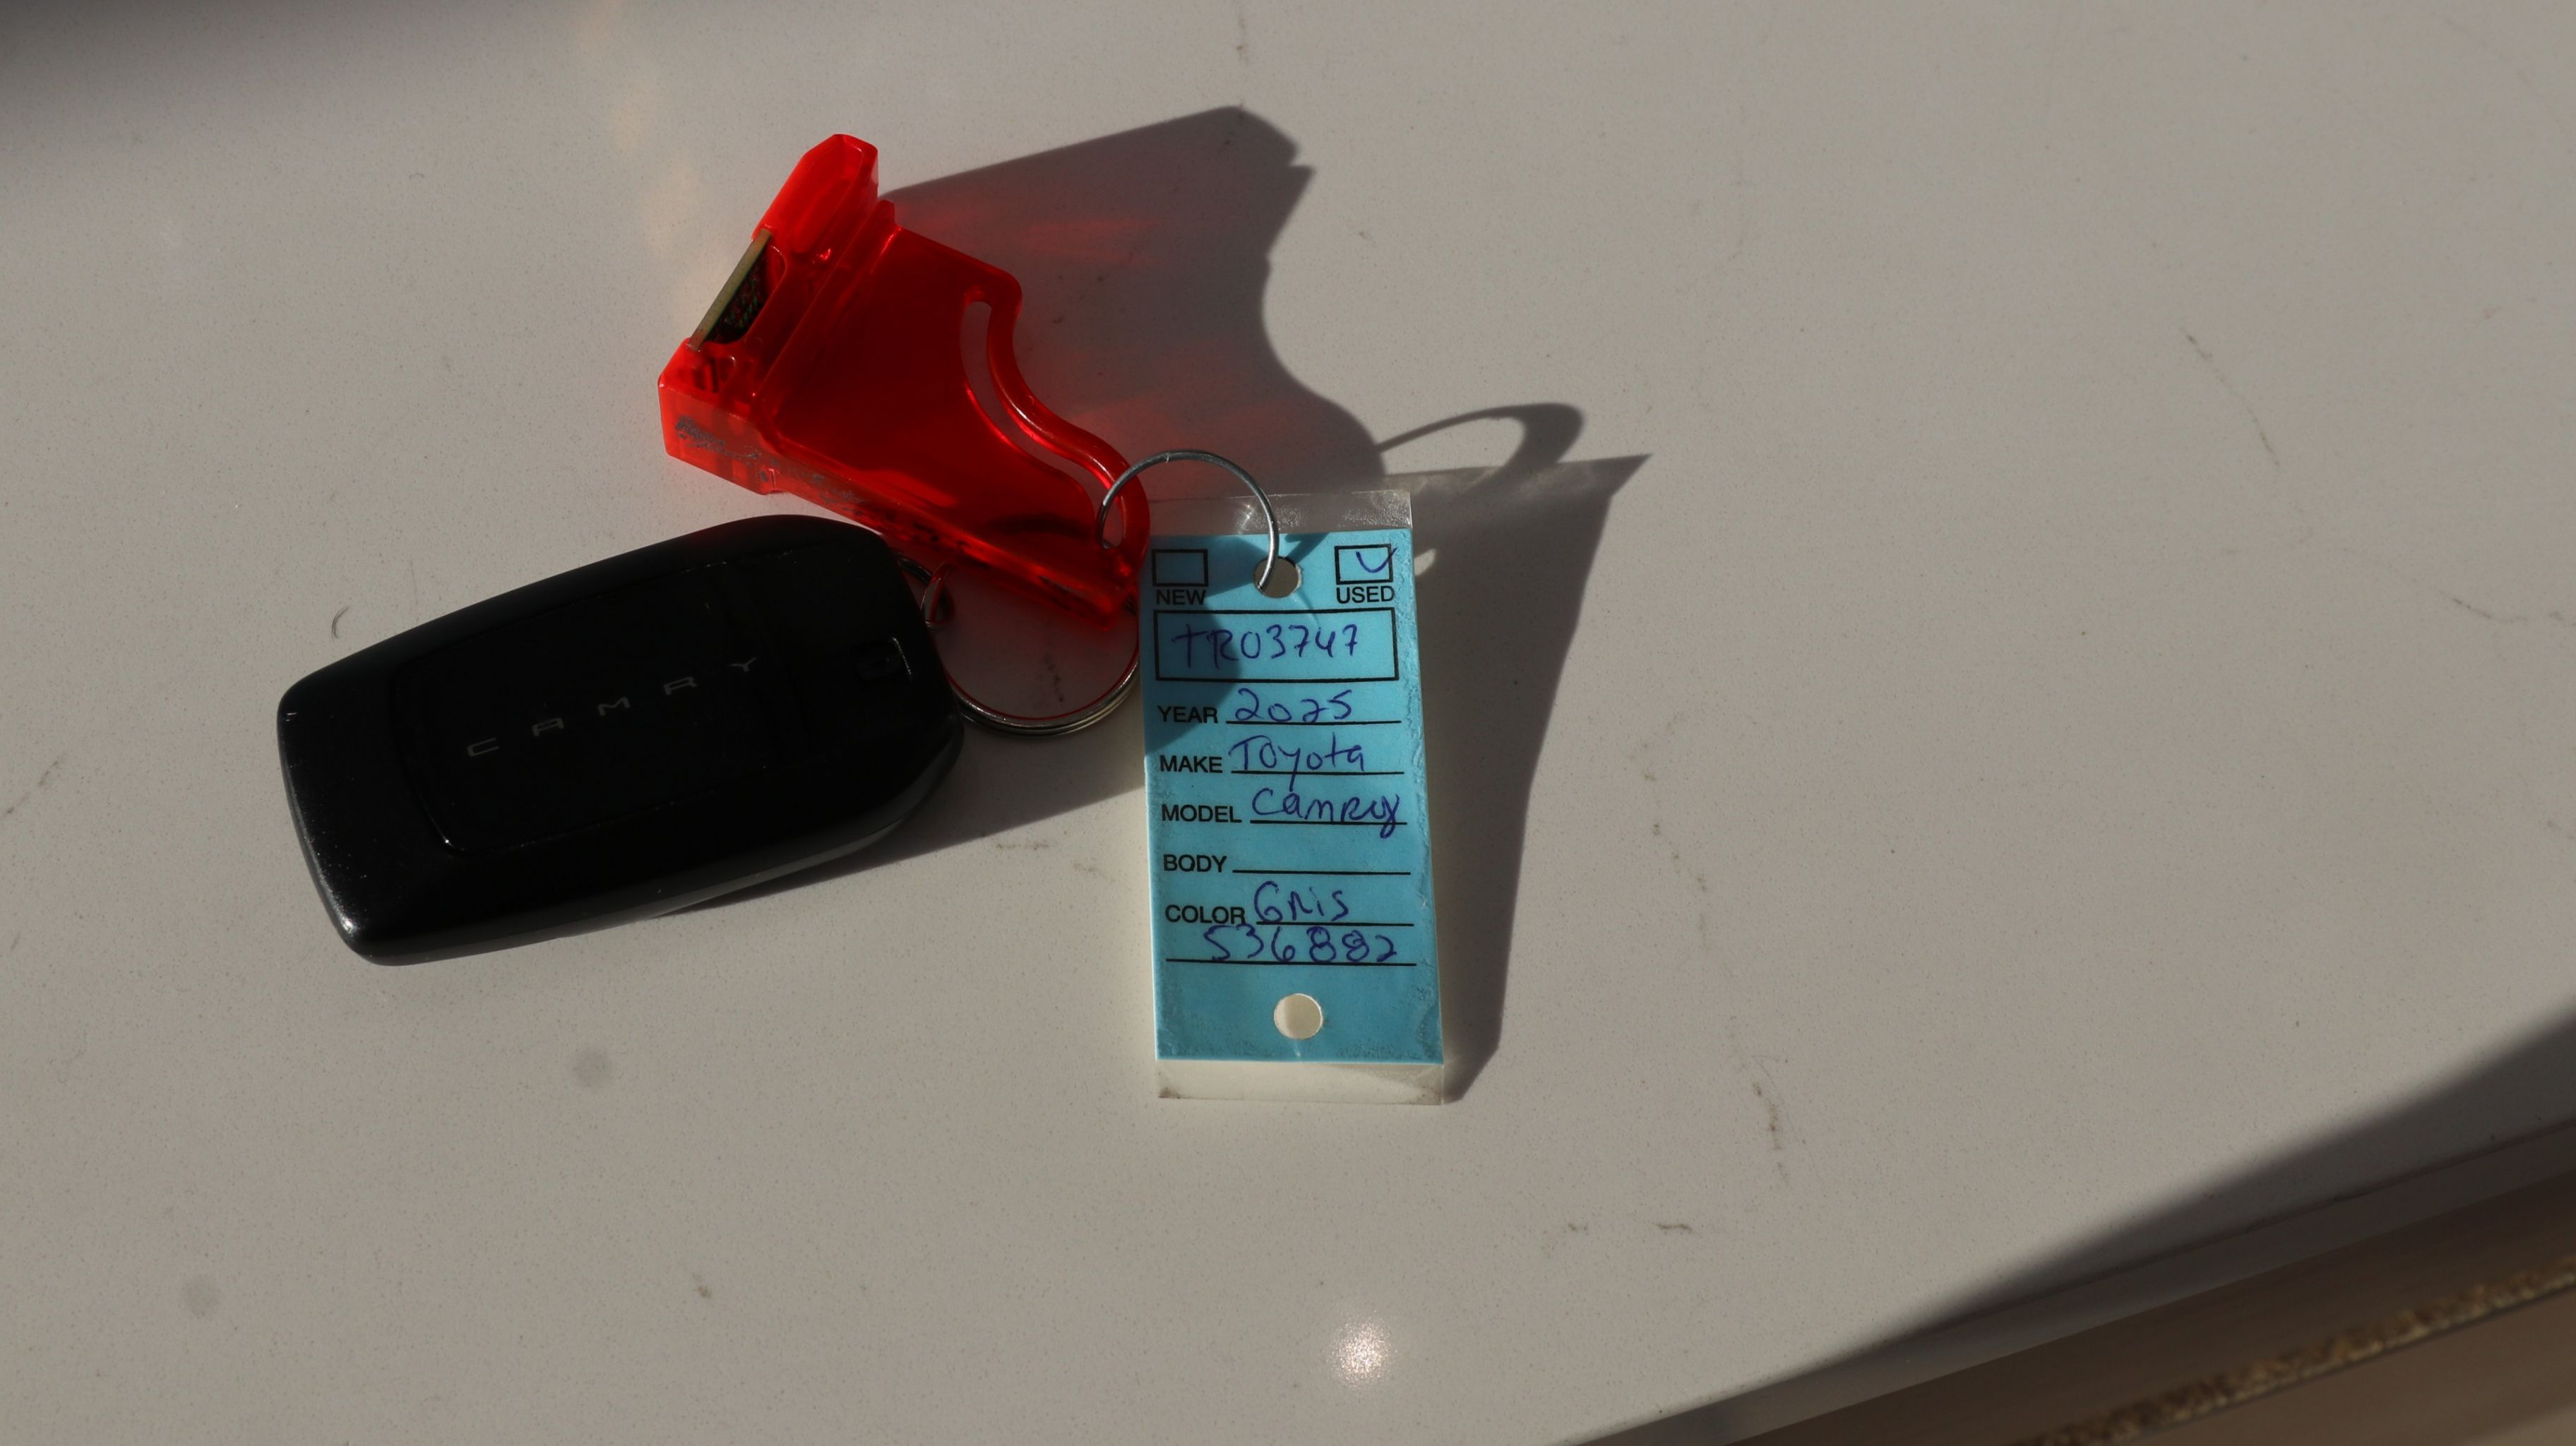 CAMRY
NEW USED
TR03747
YEAR 2025
MAKE Toyota
MODEL Camry
BODY
COLOR Gris
536882